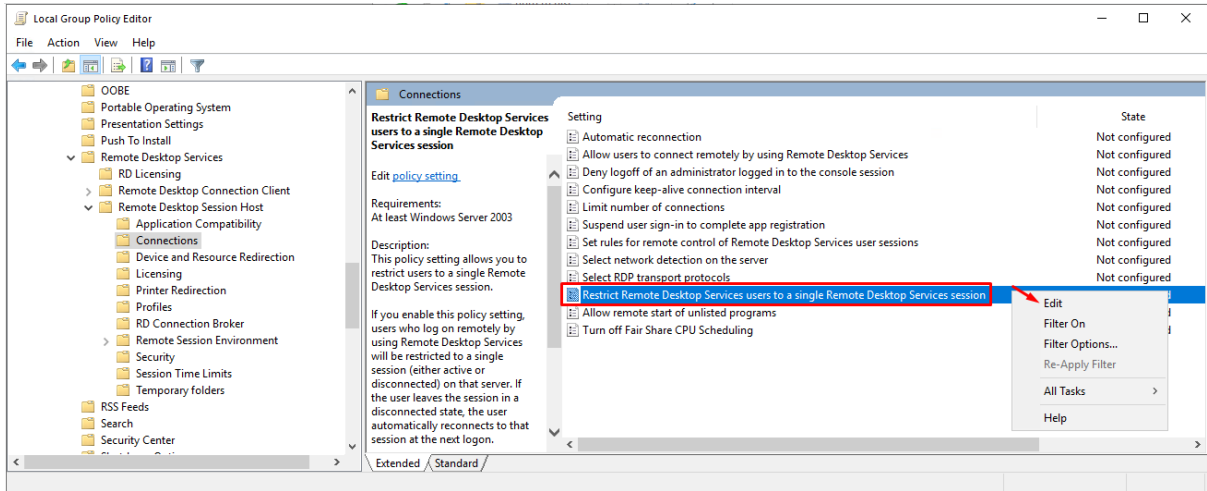 Local Group Policy Editor
File Action View Help
OOBE
Portable Operating System
Presentation Settings
Push To Install
Remote Desktop Services
RD Licensing
Remote Desktop Connection Client
Remote Desktop Session Host
Application Compatibility
Connections
Device and Resource Redirection
Licensing
Printer Redirection
Profiles
RD Connection Broker
Remote Session Environment
Security
Session Time Limits
Temporary folders
RSS Feeds
Search
Security Center
Connections
Restrict Remote Desktop Services
users to a single Remote Desktop
Services session
Edit policy setting
Requirements:
At least Windows Server 2003
Description:
This policy setting allows you to
restrict users to a single Remote
Desktop Services session.
If you enable this policy setting,
users who log on remotely by
using Remote Desktop Services
will be restricted to a single
session (either active or
disconnected) on that server. If
the user leaves the session in a
disconnected state, the user
automatically reconnects to that
session at the next logon.
Setting State
Automatic reconnection Not configured
Allow users to connect remotely by using Remote Desktop Services Not configured
Deny logoff of an administrator logged in to the console session Not configured
Configure keep-alive connection interval Not configured
Limit number of connections Not configured
Suspend user sign-in to complete app registration Not configured
Set rules for remote control of Remote Desktop Services user sessions Not configured
Select network detection on the server Not configured
Select RDP transport protocols Not configured
Restrict Remote Desktop Services users to a single Remote Desktop Services session
Allow remote start of unlisted programs
Turn off Fair Share CPU Scheduling
Edit
Filter On
Filter Options...
Re-Apply Filter
All Tasks
Help
Extended Standard